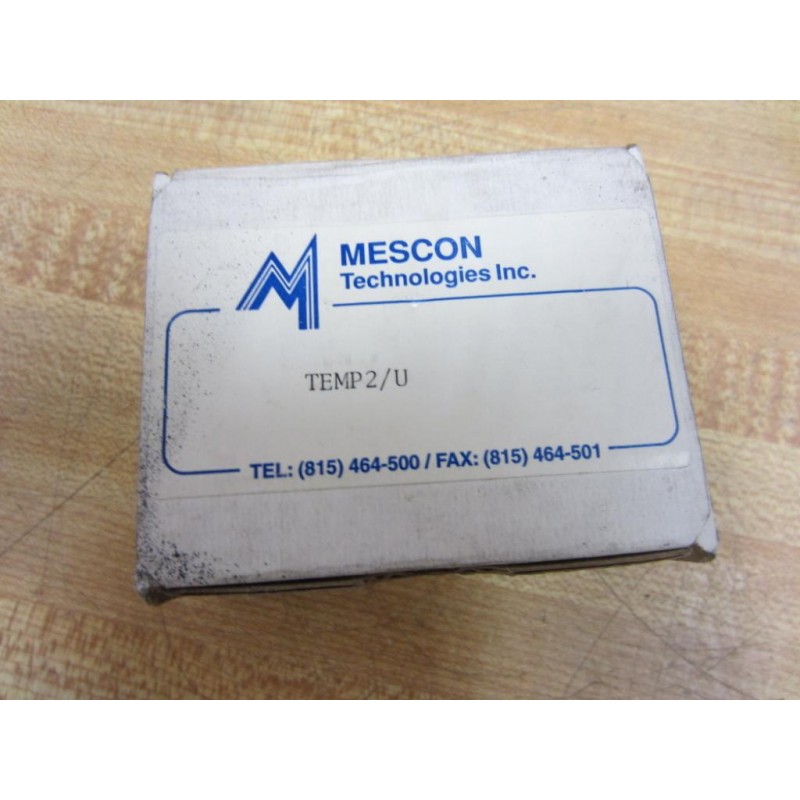 MESCON
Technologies Inc.
TEMP2/U
TEL: (815) 464-500 / FAX: (815) 464-501